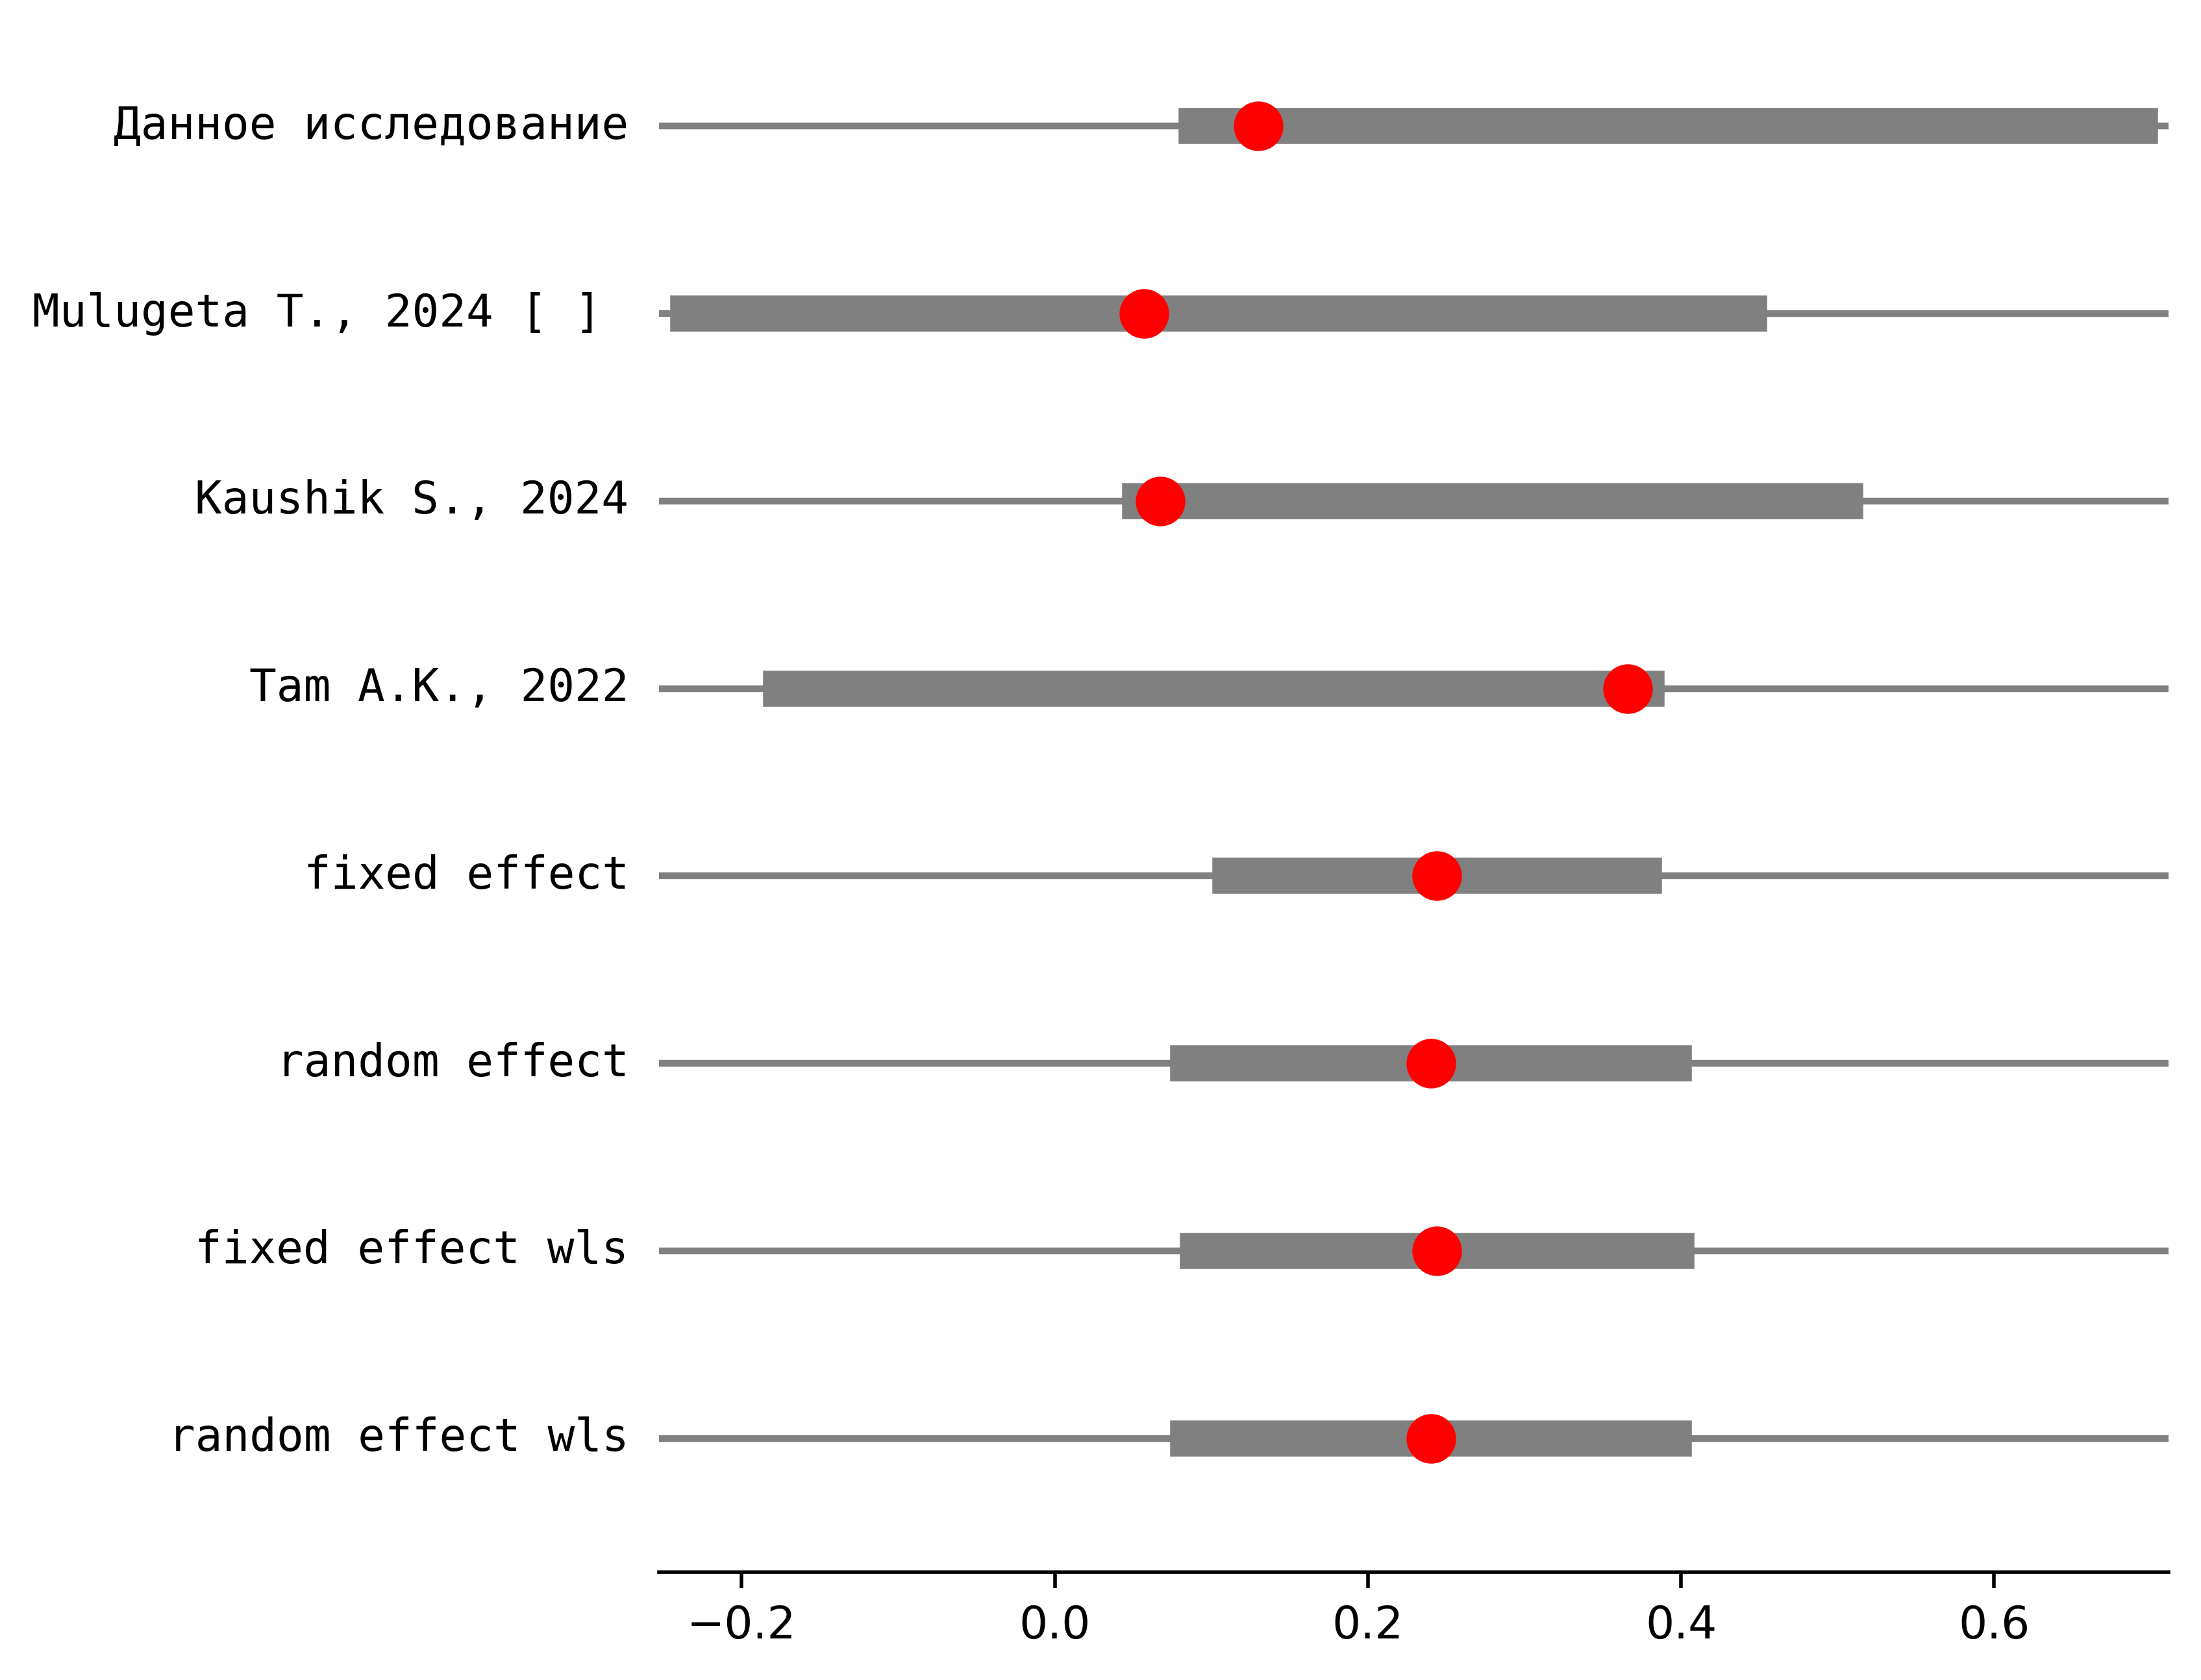 Данное исследование
Mulugeta T., 2024 [ ]
Kaushik S., 2024
Tam A.K., 2022
fixed effect
random effect
fixed effect wls
random effect wls
−0.2 0.0 0.2 0.4 0.6